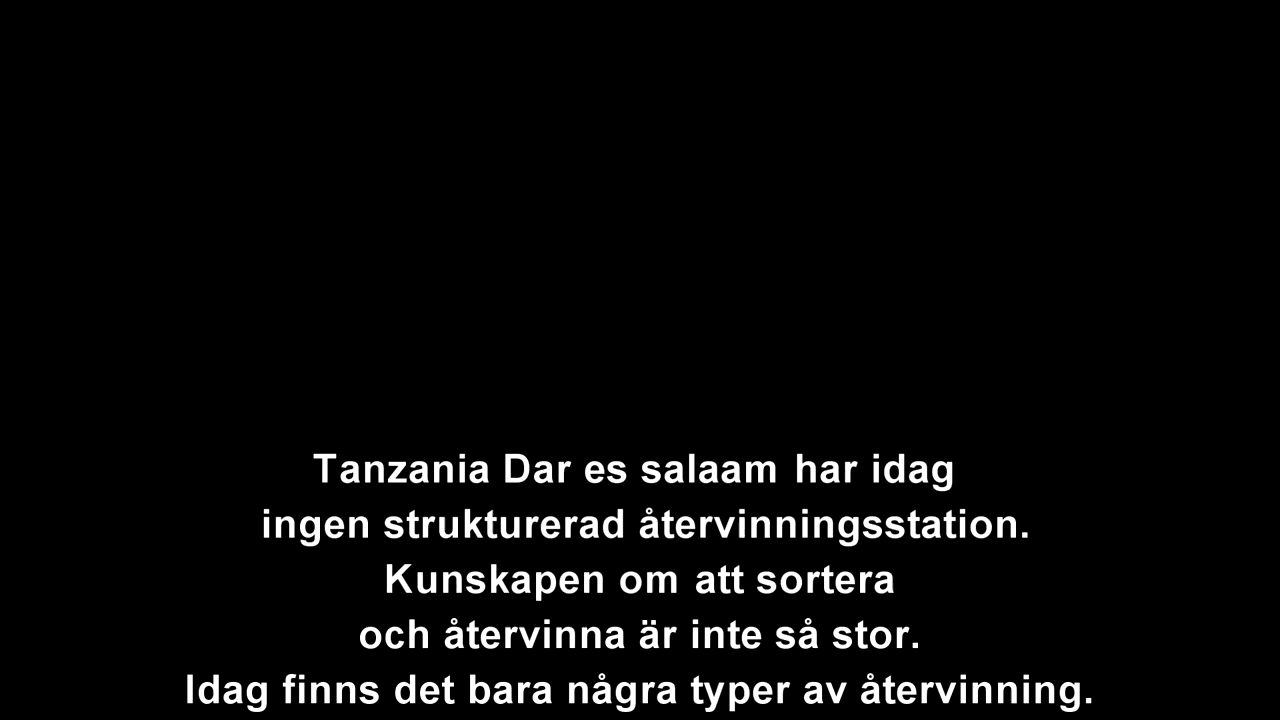 Tanzania Dar es salaam har idag
ingen strukturerad återvinningsstation.
Kunskapen om att sortera
och återvinna är inte så stor.
Idag finns det bara några typer av återvinning.